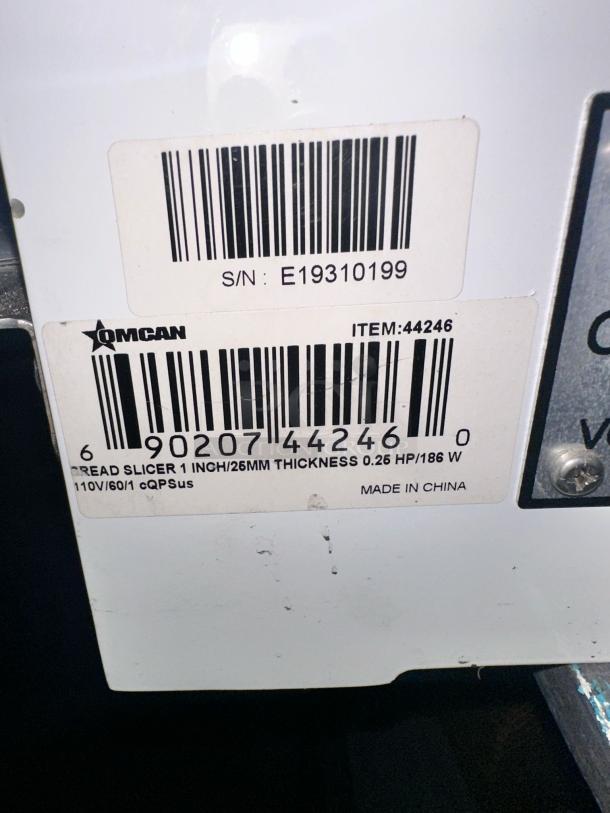 S/N: E19310199
OMCAN
ITEM:44246
6 90207 44246 0
BREAD SLICER 1 INCH/25MM THICKNESS 0.25 HP/186 W
110V/60/1 cQPSus
MADE IN CHINA